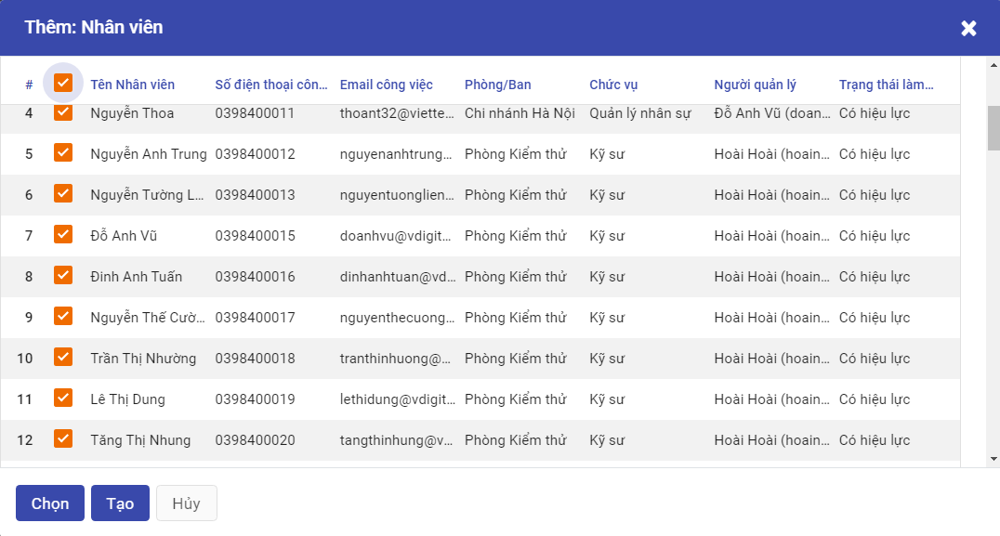 Thêm: Nhân viên
# Tên Nhân viên Số điện thoại côn... Email công việc Phòng/Ban Chức vụ Người quản lý Trạng thái làm...
4 Nguyễn Thoa 0398400011 thoant32@viette... Chi nhánh Hà Nội Quản lý nhân sự Đỗ Anh Vũ (doan... Có hiệu lực
5 Nguyễn Anh Trung 0398400012 nguyenanhtrung... Phòng Kiểm thử Kỹ sư Hoài Hoài (hoain... Có hiệu lực
6 Nguyễn Tường L... 0398400013 nguyentuonglien... Phòng Kiểm thử Kỹ sư Hoài Hoài (hoain... Có hiệu lực
7 Đỗ Anh Vũ 0398400015 doanhvu@vdigit... Phòng Kiểm thử Kỹ sư Hoài Hoài (hoain... Có hiệu lực
8 Đinh Anh Tuấn 0398400016 dinhanhtuan@vd... Phòng Kiểm thử Kỹ sư Hoài Hoài (hoain... Có hiệu lực
9 Nguyễn Thế Cườ... 0398400017 nguyenthecuong... Phòng Kiểm thử Kỹ sư Hoài Hoài (hoain... Có hiệu lực
10 Trần Thị Nhường 0398400018 tranthinhuong@... Phòng Kiểm thử Kỹ sư Hoài Hoài (hoain... Có hiệu lực
11 Lê Thị Dung 0398400019 lethidung@vdigit... Phòng Kiểm thử Kỹ sư Hoài Hoài (hoain... Có hiệu lực
12 Tăng Thị Nhung 0398400020 tangthinhung@v... Phòng Kiểm thử Kỹ sư Hoài Hoài (hoain... Có hiệu lực
Chọn Tạo Hủy